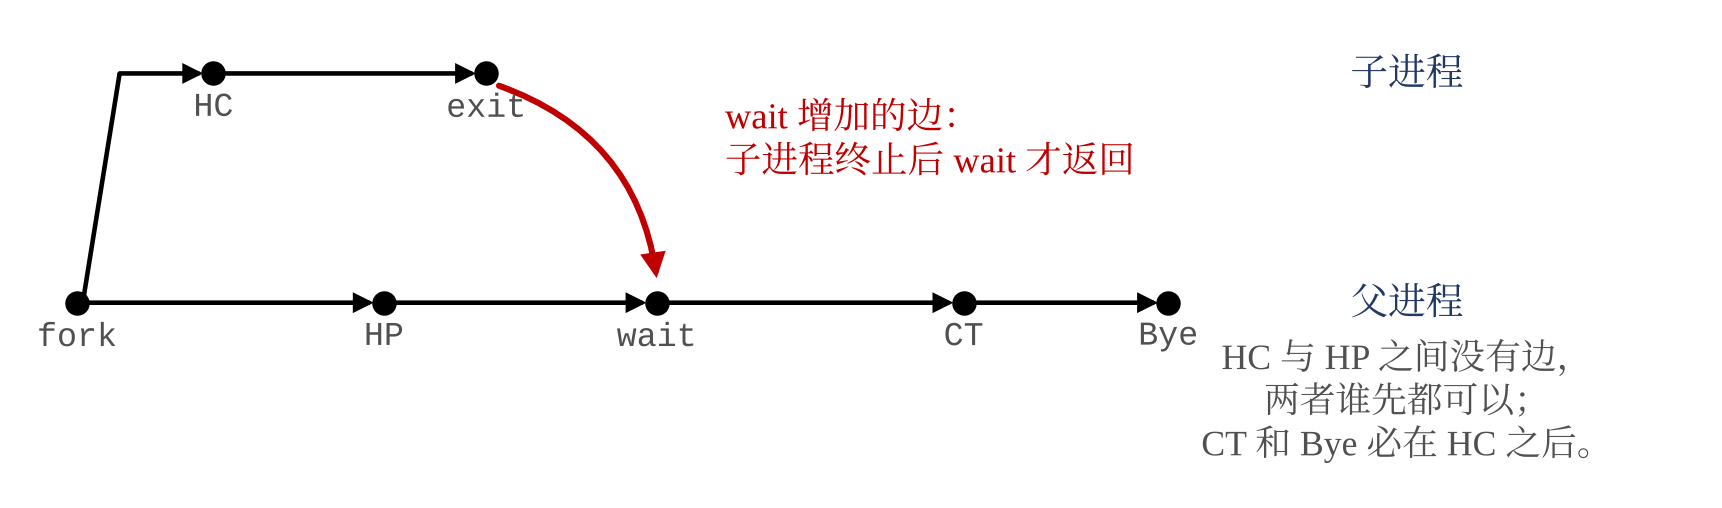 子进程
HC
exit
wait 增加的边：
子进程终止后 wait 才返回
父进程
fork
HP
wait
CT
Bye
HC 与 HP 之间没有边，
两者谁先都可以；
CT 和 Bye 必在 HC 之后。